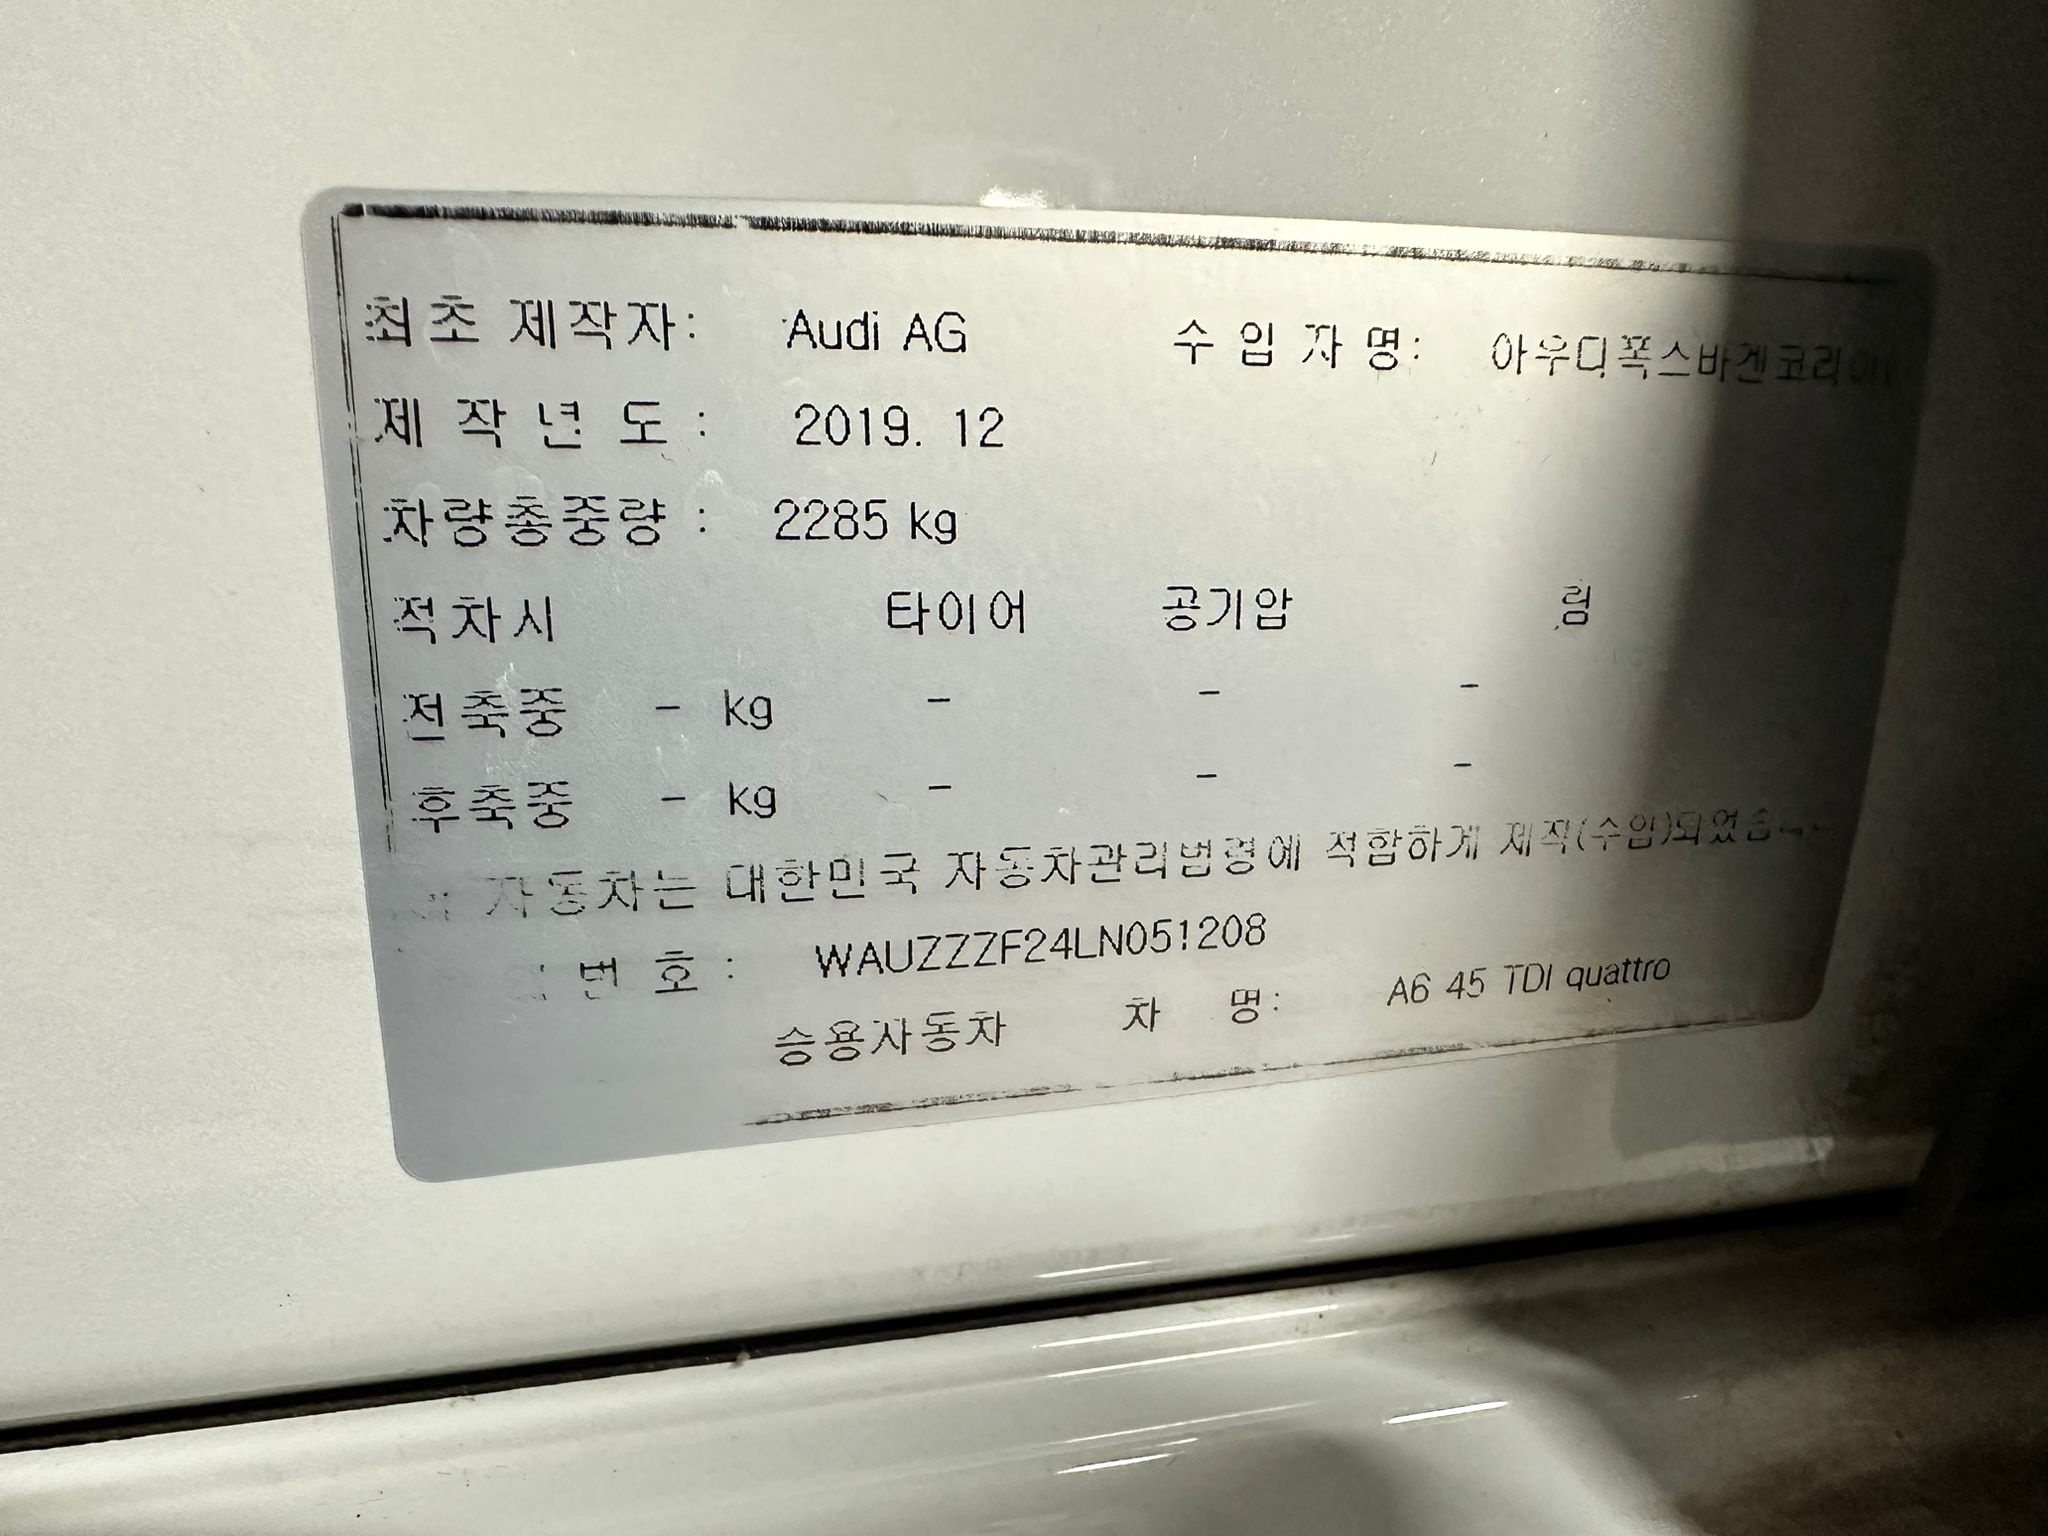 최초 제작자: Audi AG 수 입 자 명: 아우디폭스바겐코리아
제 작 년 도 : 2019. 12
차량총중량 : 2285 kg
적차시 타이어 공기압 림
전축중 - kg - - -
후축중 - kg - - -
자동차는 대한민국 자동차관리법령에 적합하게 제작(수입)되었습니다
번 호 : WAUZZZF24LN051208
승용자동차 차 명: A6 45 TDI quattro